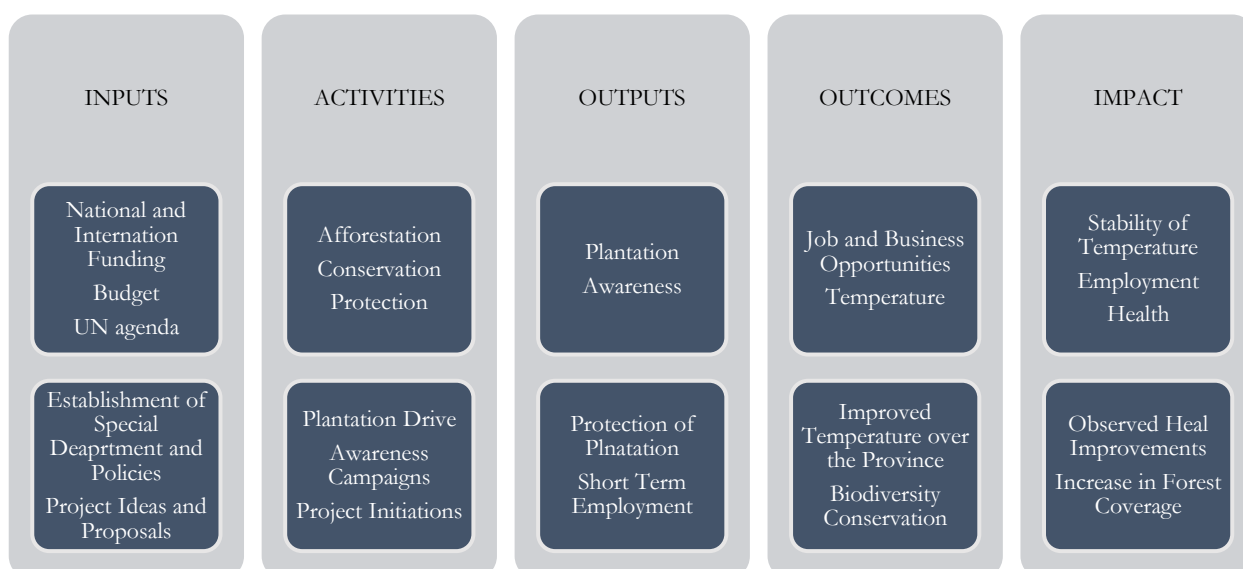 INPUTS
National and
Internation
Funding
Budget
UN agenda
Establishment of
Special
Deaprtment and
Policies
Project Ideas and
Proposals
ACTIVITIES
Afforestation
Conservation
Protection
Plantation Drive
Awareness
Campaigns
Project Initiations
OUTPUTS
Plantation
Awareness
Protection of
Plnatation
Short Term
Employment
OUTCOMES
Job and Business
Opportunities
Temperature
Improved
Temperature over
the Province
Biodiversity
Conservation
IMPACT
Stability of
Temperature
Employment
Health
Observed Heal
Improvements
Increase in Forest
Coverage